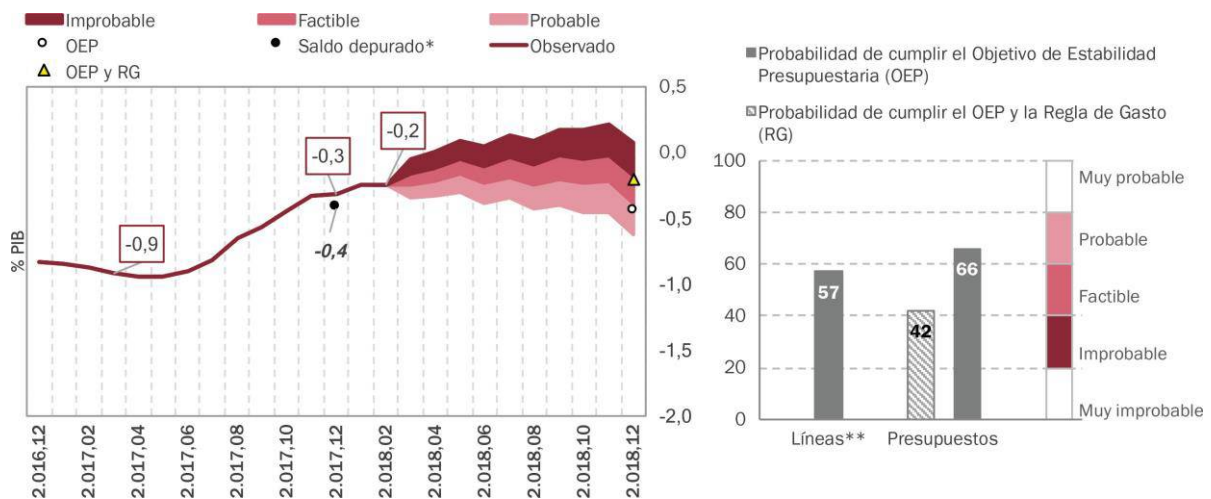 Improbable
Factible
Probable
OEP
Saldo depurado*
Observado
OEP y RG
0,5
0,0
-0,5
-1,0
-1,5
-2,0
% PIB
-0,9
-0,3
-0,4
-0,2
2.016,12
2.017,02
2.017,04
2.017,06
2.017,08
2.017,10
2.017,12
2.018,02
2.018,04
2.018,06
2.018,08
2.018,10
2.018,12
Probabilidad de cumplir el Objetivo de Estabilidad
Presupuestaria (OEP)
Probabilidad de cumplir el OEP y la Regla de Gasto
(RG)
100
80
60
40
20
0
57
42
66
Líneas**
Presupuestos
Muy probable
Probable
Factible
Improbable
Muy improbable